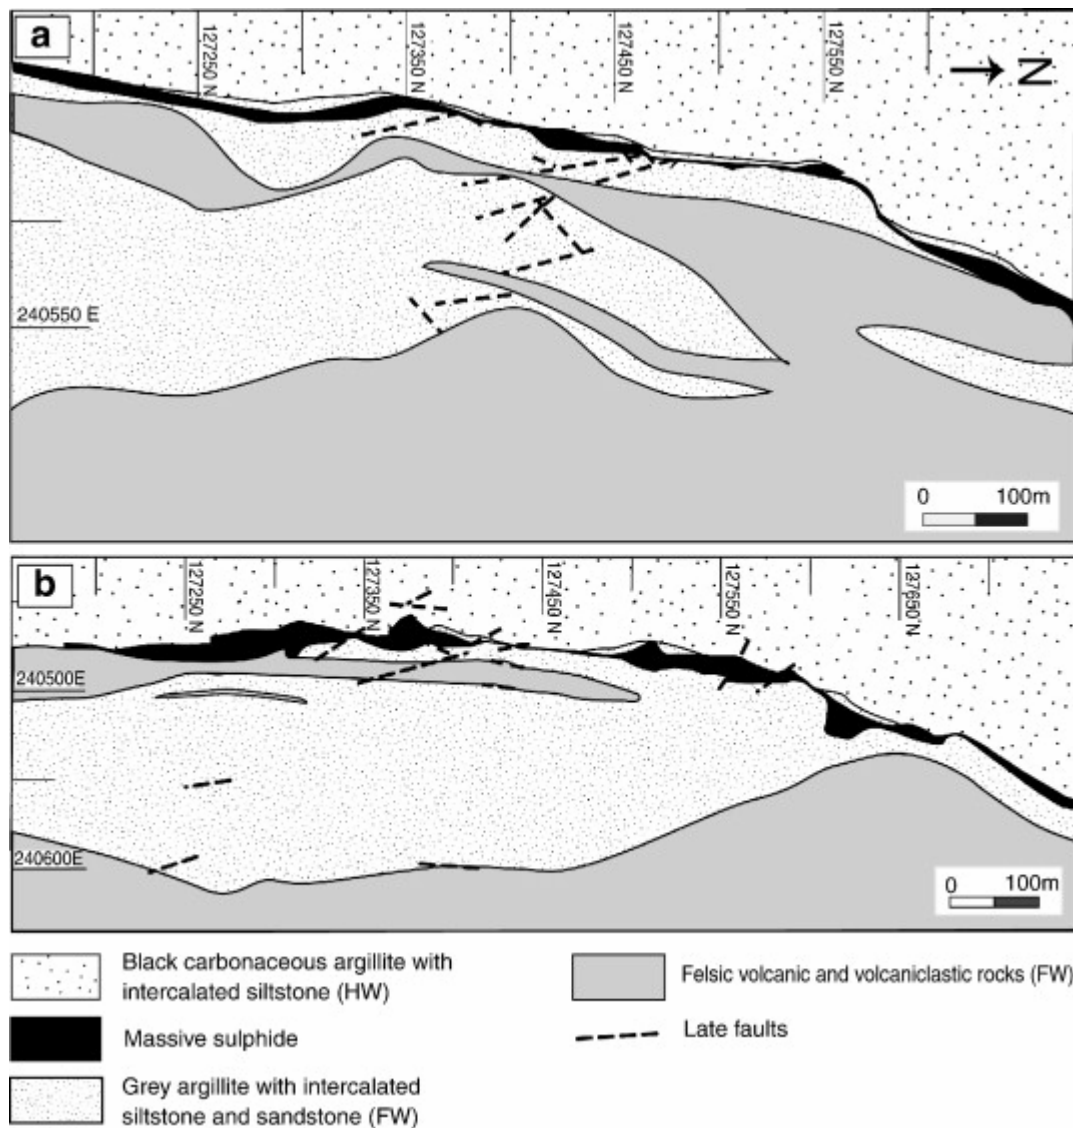 a
127250 N
127350 N
127450 N
127550 N
N
240550 E
0 100m
b
127250 N
127350 N
127450 N
127550 N
127650 N
240500E
240600E
0 100m
Black carbonaceous argillite with
intercalated siltstone (HW)
Massive sulphide
Grey argillite with intercalated
siltstone and sandstone (FW)
Felsic volcanic and volcaniclastic rocks (FW)
Late faults